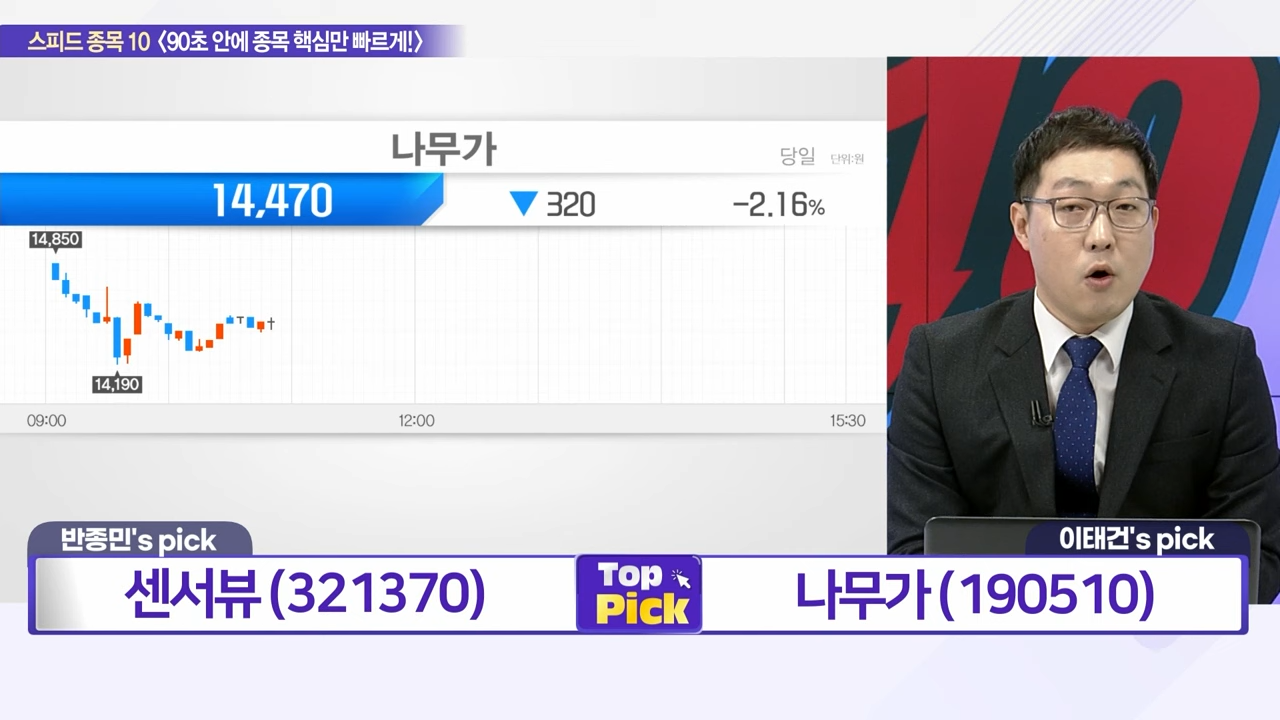 스피드 종목 10 〈90초 안에 종목 핵심만 빠르게!〉
나무가
당일 단위:원
14,470 ▼ 320 -2.16%
14,850
14,190
09:00 12:00 15:30
반종민's pick
이태건's pick
센서뷰 (321370)
Top Pick
나무가 (190510)
10